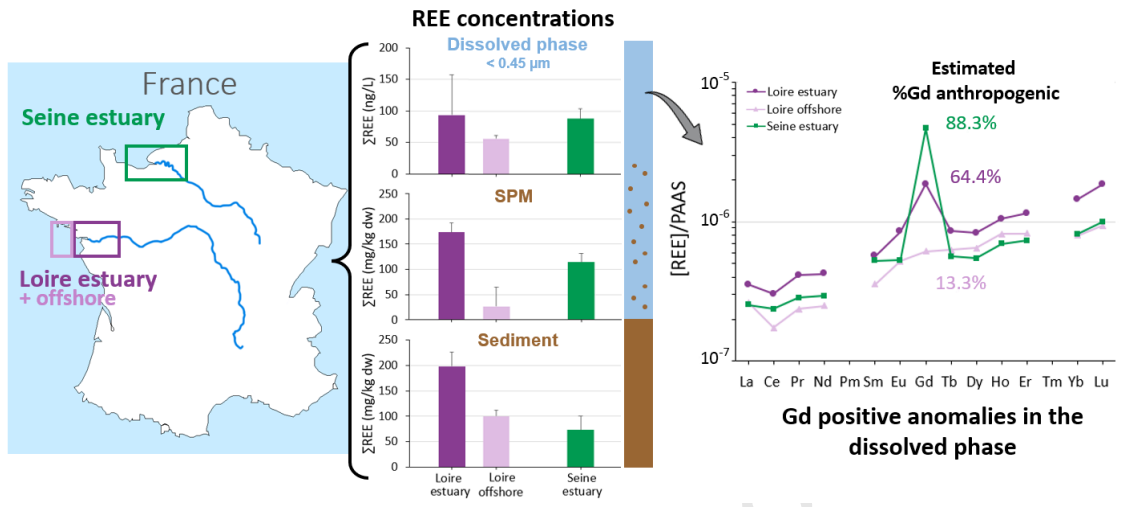 REE concentrations
France
Seine estuary
Loire estuary
+ offshore
Dissolved phase
< 0.45 µm
∑REE (ng/L)
200
150
100
50
0
SPM
∑REE (mg/kg dw)
250
200
150
100
50
0
Sediment
∑REE (mg/kg dw)
250
200
150
100
50
0
Loire
estuary
Loire
offshore
Seine
estuary
Estimated
%Gd anthropogenic
Loire estuary
Loire offshore
Seine estuary
88.3%
64.4%
13.3%
[REE]/PAAS
10⁻⁵
10⁻⁶
10⁻⁷
La Ce Pr Nd Pm Sm Eu Gd Tb Dy Ho Er Tm Yb Lu
Gd positive anomalies in the
dissolved phase